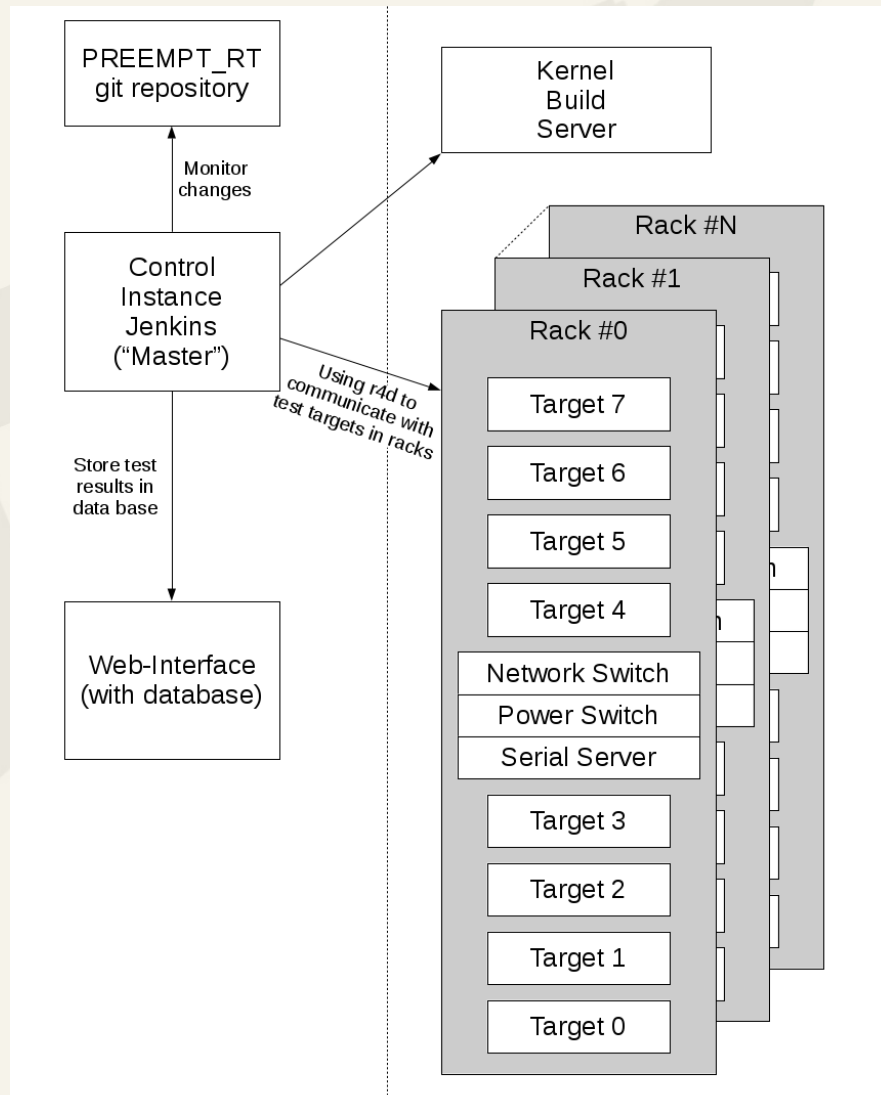 PREEMPT_RT
git repository
Kernel
Build
Server
Monitor
changes
Control
Instance
Jenkins
(“Master”)
Using r4d to
communicate with
test targets in racks
Store test
results in
data base
Web-Interface
(with database)
Rack #N
Rack #1
Rack #0
Target 7
Target 6
Target 5
Target 4
Network Switch
Power Switch
Serial Server
Target 3
Target 2
Target 1
Target 0